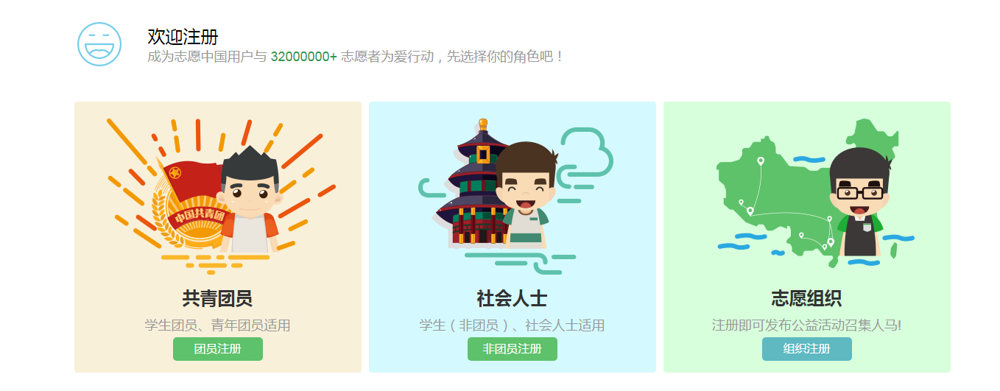 欢迎注册
成为志愿中国用户与 32000000+ 志愿者为爱行动，先选择你的角色吧！
中国共青团
共青团员
学生团员、青年团员适用
团员注册
社会人士
学生（非团员）、社会人士适用
非团员注册
志愿组织
注册即可发布公益活动召集人马!
组织注册